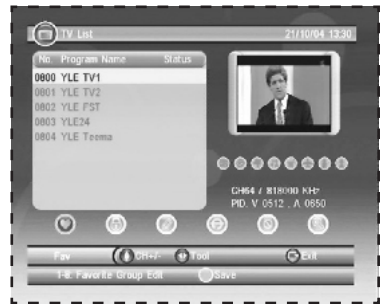 TV List 21/10/04 13:30
No. Program Name Status
0800 YLE TV1
0801 YLE TV2
0802 YLE FST
0803 YLE24
0804 YLE Teema
CH64 / 818000 KHz
PID. V 0512 , A 0650
Fav CH+/- Tool Exit
1-8: Favorite Group Edit Save